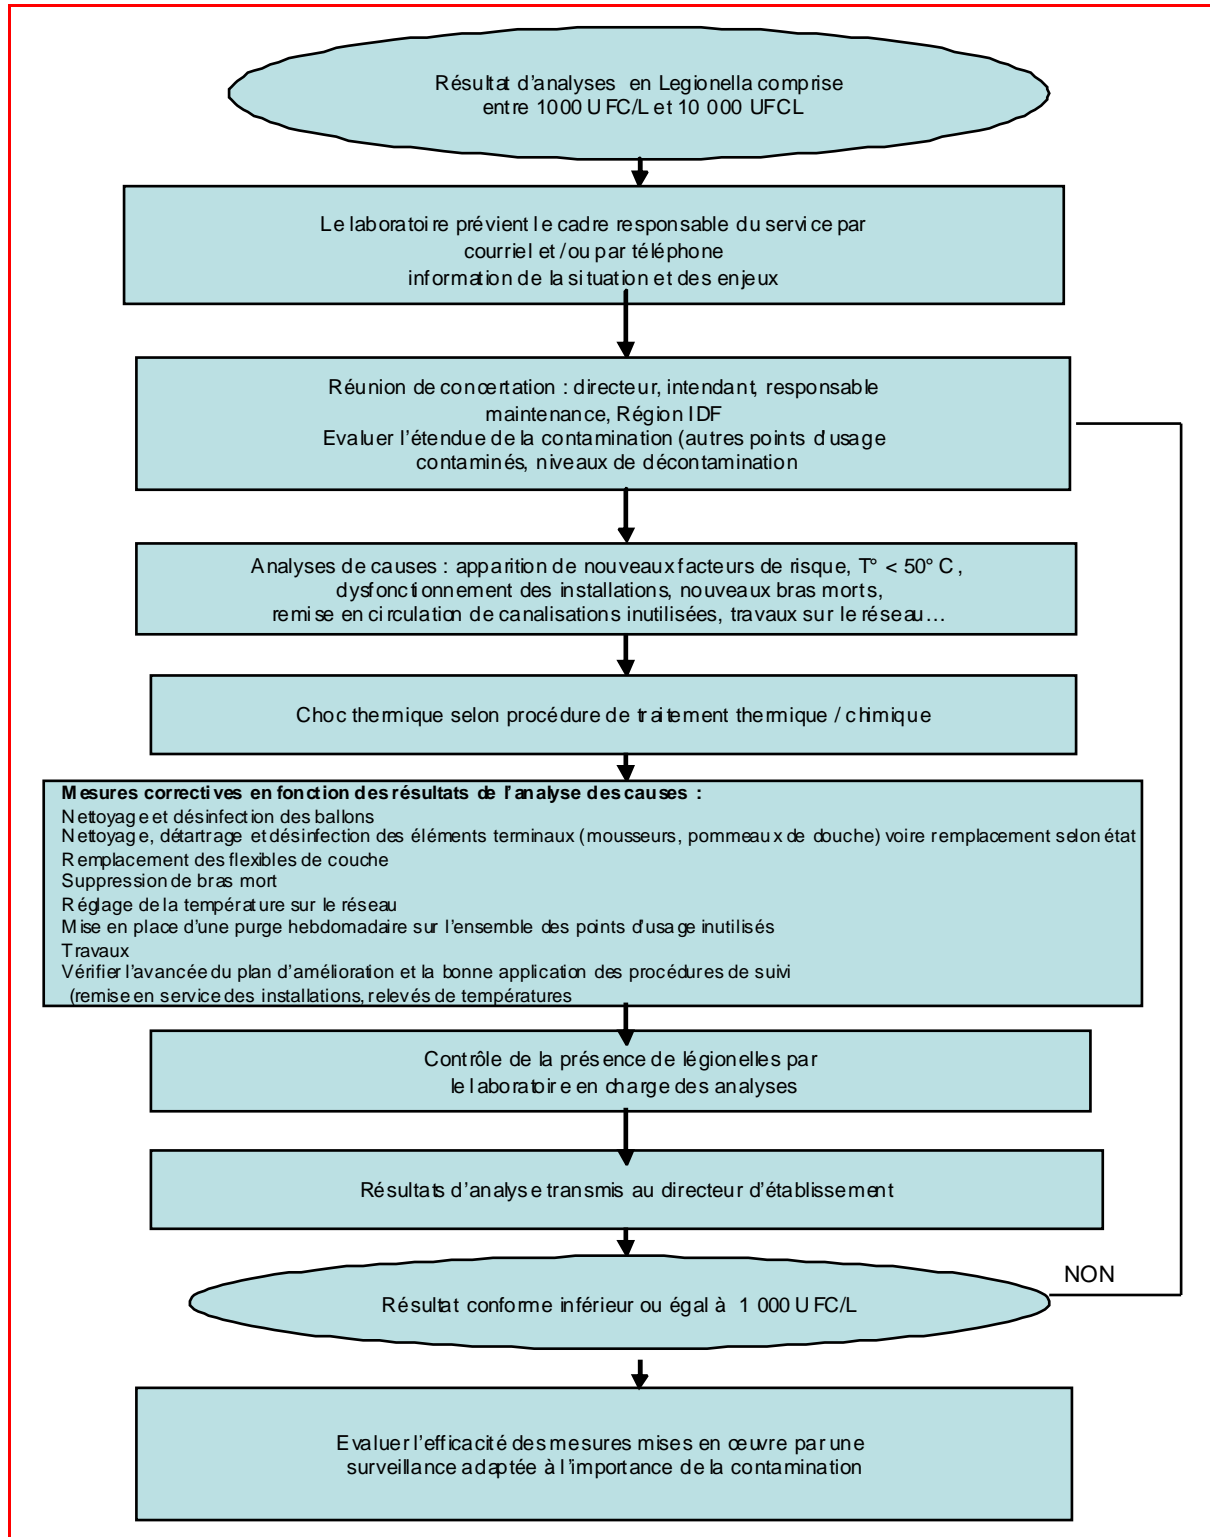 Résultat d'analyses en Legionella comprise
entre 1000 UFC/L et 10 000 UFCL
Le laboratoire prévient le cadre responsable du service par
courriel et /ou par téléphone
information de la situation et des enjeux
Réunion de concertation : directeur, intendant, responsable
maintenance, Région IDF
Evaluer l'étendue de la contamination (autres points d'usage
contaminés, niveaux de décontamination
Analyses de causes : apparition de nouveaux facteurs de risque, T° < 50° C,
dysfonctionnement des installations, nouveaux bras morts,
remise en circulation de canalisations inutilisées, travaux sur le réseau…
Choc thermique selon procédure de traitement thermique / chimique
Mesures correctives en fonction des résultats de l'analyse des causes :
Nettoyage et désinfection des ballons
Nettoyage, détartrage et désinfection des éléments terminaux (mousseurs, pommeaux de douche) voire remplacement selon état
Remplacement des flexibles de couche
Suppression de bras mort
Réglage de la température sur le réseau
Mise en place d'une purge hebdomadaire sur l'ensemble des points d'usage inutilisés
Travaux
Vérifier l'avancée du plan d'amélioration et la bonne application des procédures de suivi
(remise en service des installations, relevés de températures
Contrôle de la présence de légionelles par
le laboratoire en charge des analyses
Résultats d'analyse transmis au directeur d'établissement
NON
Résultat conforme inférieur ou égal à 1 000 UFC/L
Evaluer l'efficacité des mesures mises en œuvre par une
surveillance adaptée à l'importance de la contamination